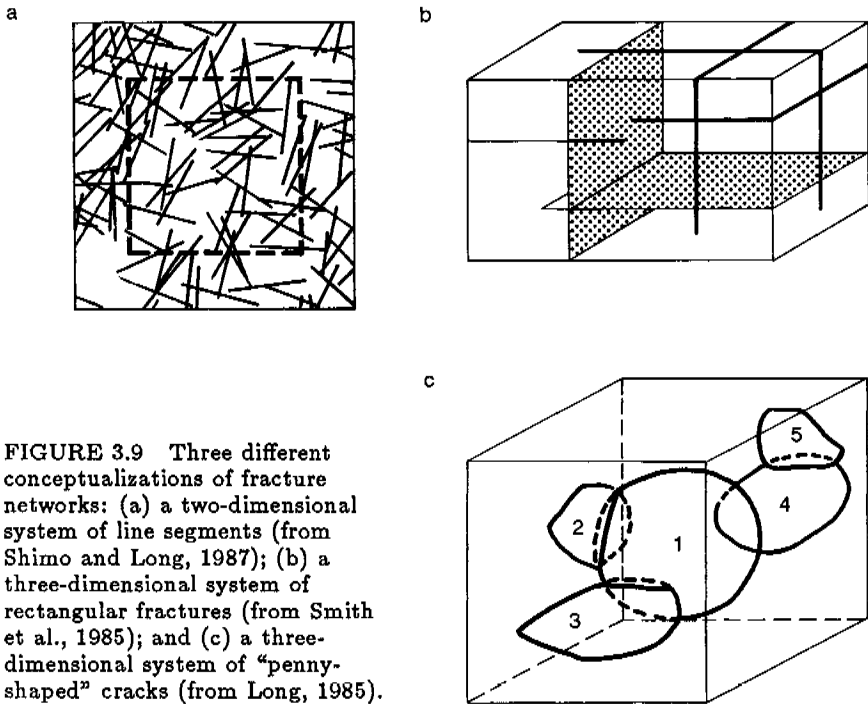 a
b
c
2
1
3
4
5
FIGURE 3.9 Three different
conceptualizations of fracture
networks: (a) a two-dimensional
system of line segments (from
Shimo and Long, 1987); (b) a
three-dimensional system of
rectangular fractures (from Smith
et al., 1985); and (c) a three-
dimensional system of “penny-
shaped” cracks (from Long, 1985).